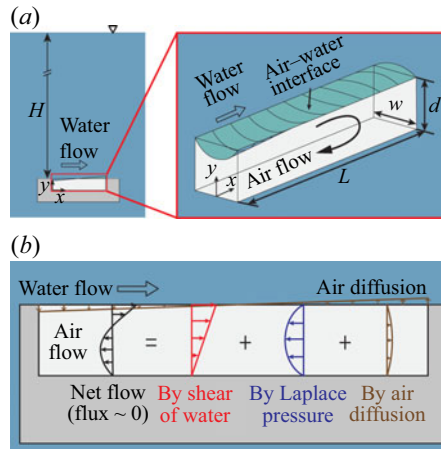 (a)
H
Water
flow
y
x
Water
flow
Air–water
interface
w
d
y
x
Air flow
L
(b)
Water flow
Air diffusion
Air
flow
=
+
+
Net flow
(flux ~ 0)
By shear
of water
By Laplace
pressure
By air
diffusion